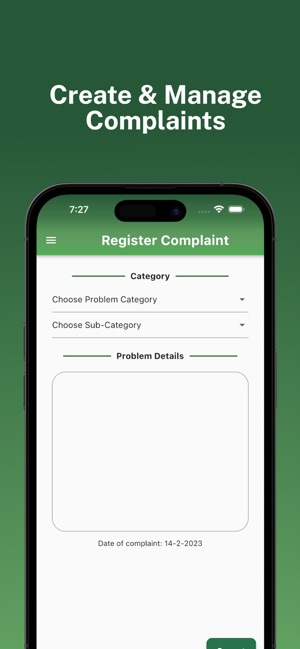 Create & Manage
Complaints
7:27
Register Complaint
Category
Choose Problem Category
Choose Sub-Category
Problem Details
Date of complaint: 14-2-2023